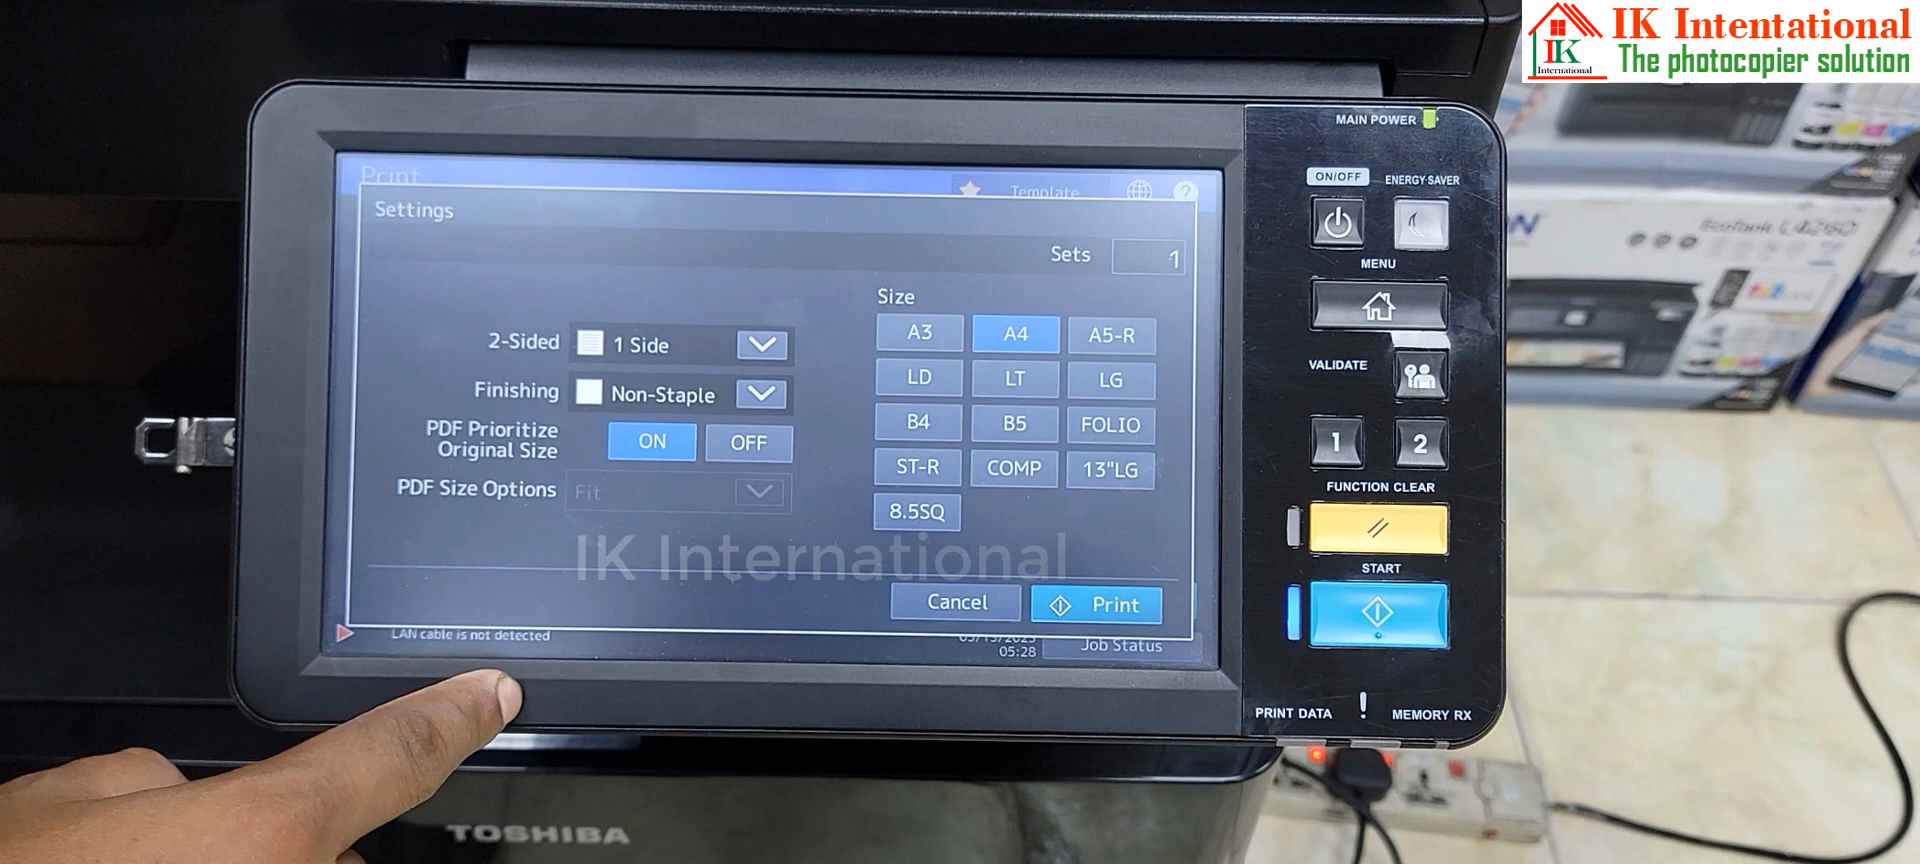 IK Intentational
The photocopier solution
IK
International
MAIN POWER
Print
Template
?
Settings
Sets 1
ON/OFF
ENERGY SAVER
MENU
Size
2-Sided 1 Side
A3 A4 A5-R
Finishing Non-Staple
LD LT LG
VALIDATE
PDF Prioritize
Original Size
ON OFF
B4 B5 FOLIO
PDF Size Options Fit
ST-R COMP 13"LG
8.5SQ
1 2
FUNCTION CLEAR
IK International
START
Cancel Print
LAN cable is not detected
05:28
Job Status
PRINT DATA
!
MEMORY RX
TOSHIBA
EcoTank L4260
ON